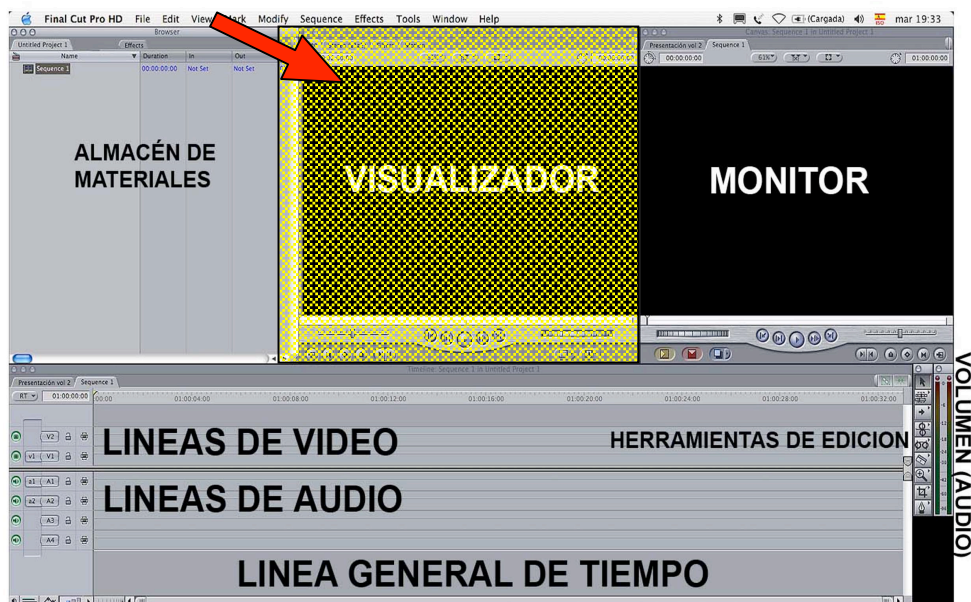 Final Cut Pro HD File Edit View Mark Modify Sequence Effects Tools Window Help (Cargada) ISO mar 19:33
Browser
Canvas: Sequence 1 in Untitled Project 1
Untitled Project 1 Effects
Presentación vol 2 Sequence 1
Name Duration In Out
00:00:00:00 61% 01:00:00:00
Sequence 1 00:00:00:00 Not Set Not Set
ALMACÉN DE
MATERIALES
VISUALIZADOR
MONITOR
Timeline: Sequence 1 in Untitled Project 1
Presentación vol 2 Sequence 1
RT 01:00:00:00 00:00 01:00:04:00 01:00:08:00 01:00:12:00 01:00:16:00 01:00:20:00 01:00:24:00 01:00:28:00 01:00:32:00
V2
v1 V1
LINEAS DE VIDEO
HERRAMIENTAS DE EDICION
a1 A1
a2 A2
A3
A4
LINEAS DE AUDIO
LINEA GENERAL DE TIEMPO
VOLUMEN (AUDIO)